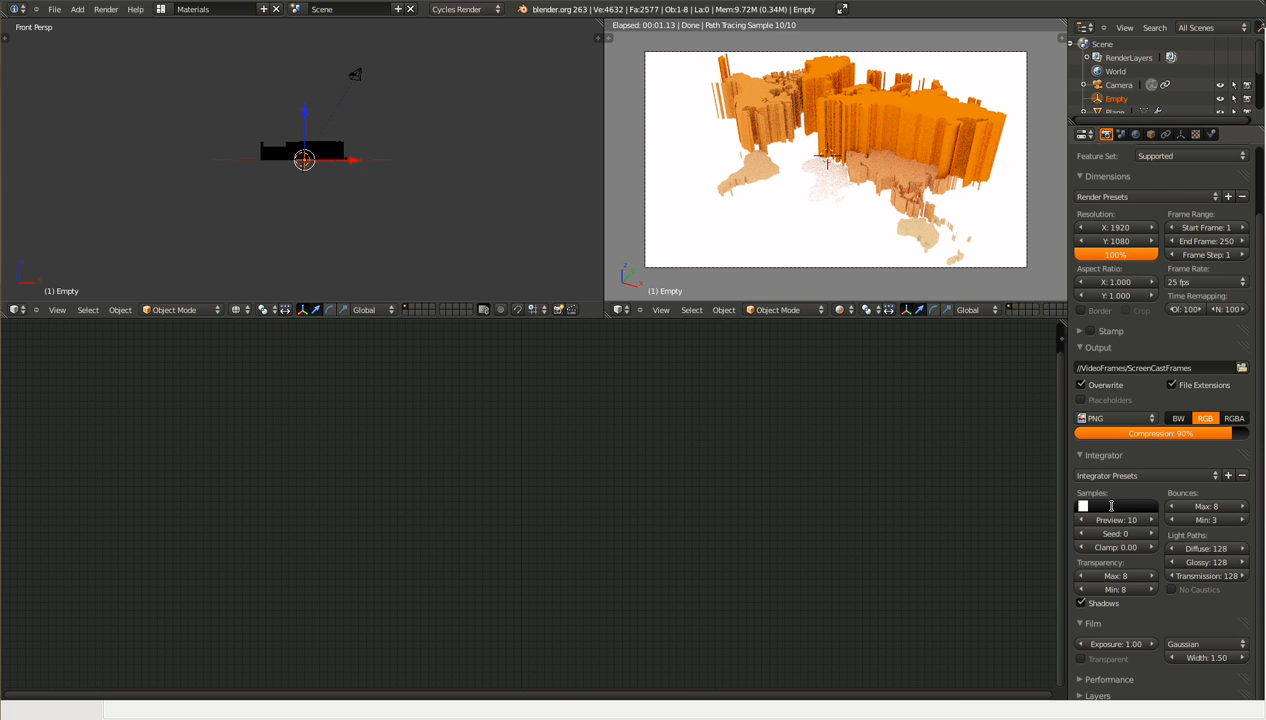 File Add Render Help Materials Scene Cycles Render blender.org 263 | Ve:4632 | Fa:2577 | Ob:1-8 | La:0 | Mem:9.72M (0.34M) | Empty
Front Persp
Elapsed: 00:01.13 | Done | Path Tracing Sample 10/10
View Search All Scenes
Scene
RenderLayers
World
Camera
Empty
Plane
Feature Set: Supported
Dimensions
Render Presets
Resolution: Frame Range:
X: 1920 Start Frame: 1
Y: 1080 End Frame: 250
100% Frame Step: 1
Aspect Ratio: Frame Rate:
X: 1.000 25 fps
Y: 1.000 Time Remapping:
Border Crop Ol: 100 N: 100
(1) Empty (1) Empty
View Select Object Object Mode Global View Select Object Object Mode Global
Stamp
Output
//VideoFrames/ScreenCastFrames
Overwrite File Extensions
Placeholders
PNG BW RGB RGBA
Compression: 90%
Integrator
Integrator Presets
Samples: Bounces:
Max: 8
Preview: 10 Min: 3
Seed: 0 Light Paths:
Clamp: 0.00 Diffuse: 128
Transparency: Glossy: 128
Max: 8 Transmission: 128
Min: 8 No Caustics
Shadows
Film
Exposure: 1.00 Gaussian
Transparent Width: 1.50
Performance
Layers